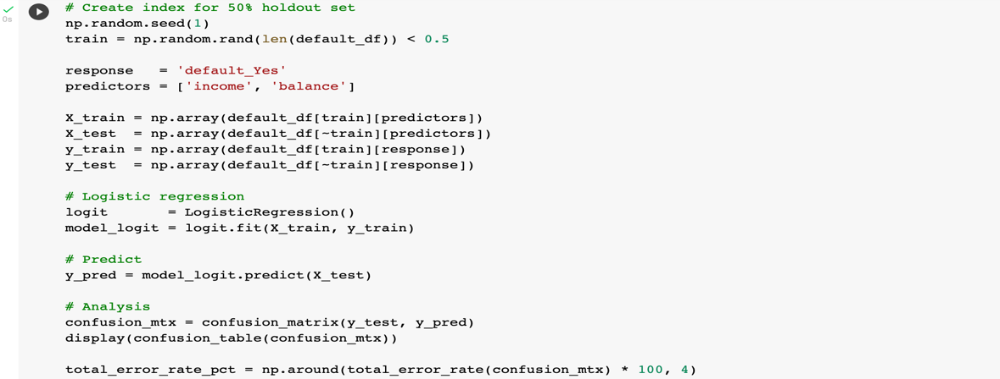 # Create index for 50% holdout set
0s
np.random.seed(1)
train = np.random.rand(len(default_df)) < 0.5
response   = 'default_Yes'
predictors = ['income', 'balance']
X_train = np.array(default_df[train][predictors])
X_test  = np.array(default_df[~train][predictors])
y_train = np.array(default_df[train][response])
y_test  = np.array(default_df[~train][response])
# Logistic regression
logit       = LogisticRegression()
model_logit = logit.fit(X_train, y_train)
# Predict
y_pred = model_logit.predict(X_test)
# Analysis
confusion_mtx = confusion_matrix(y_test, y_pred)
display(confusion_table(confusion_mtx))
total_error_rate_pct = np.around(total_error_rate(confusion_mtx) * 100, 4)